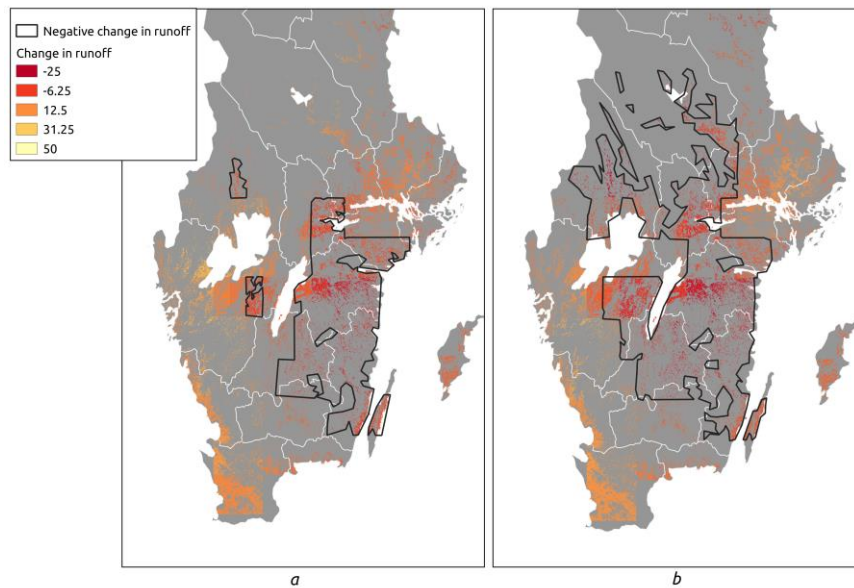 Negative change in runoff
Change in runoff
-25
-6.25
12.5
31.25
50
a
b